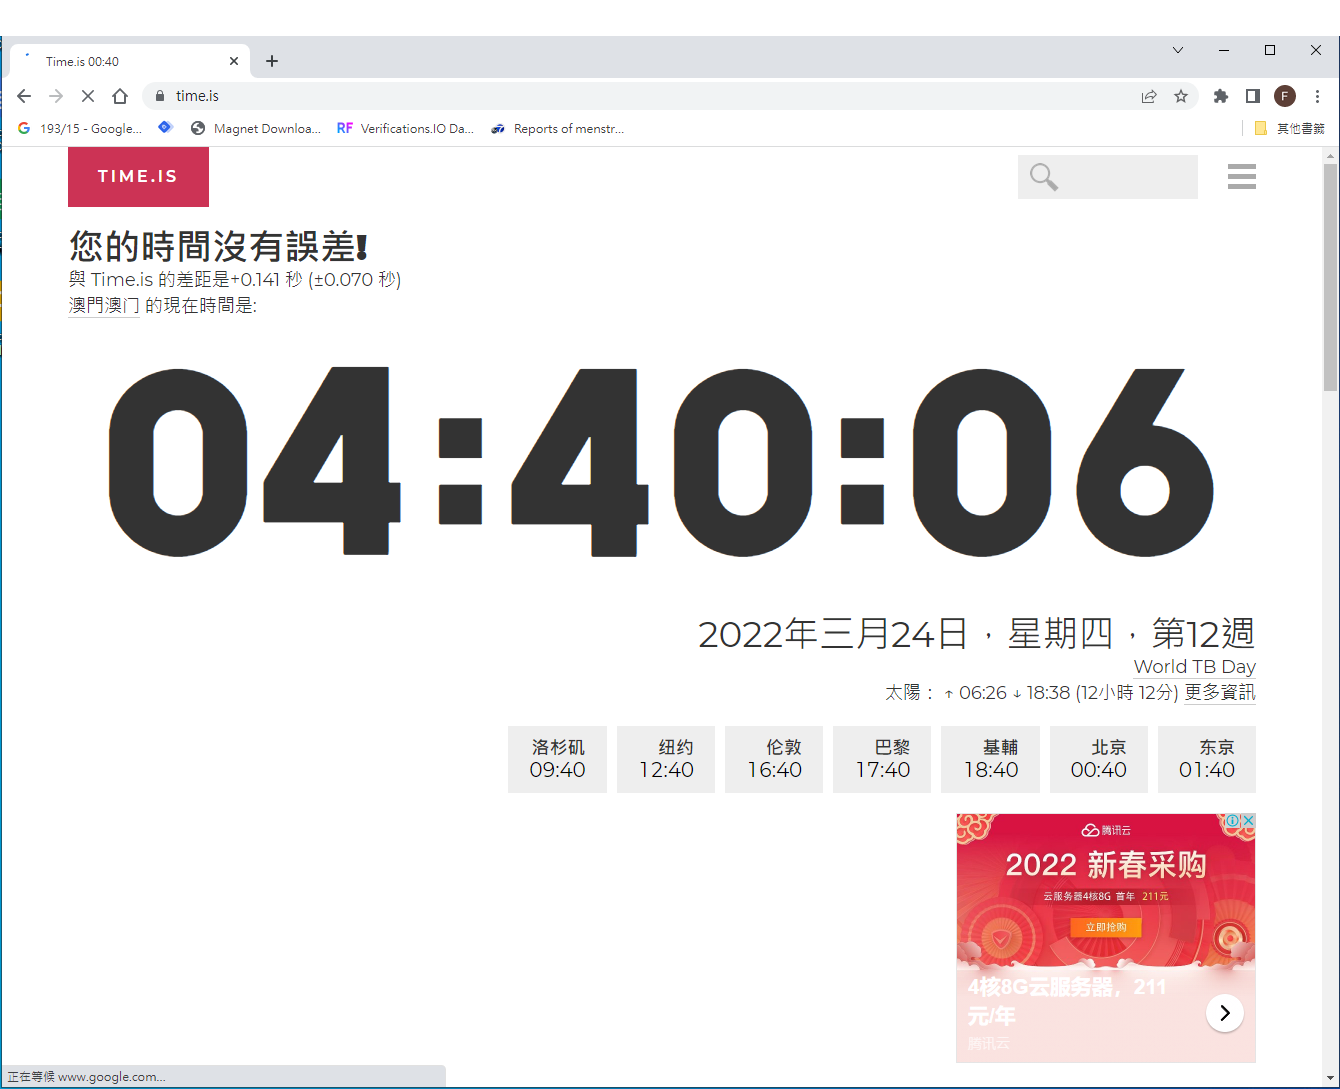 Time.is 00:40
time.is
F
193/15 - Google...
Magnet Downloa...
RF Verifications.IO Da...
Reports of menstr...
其他書籤
TIME.IS
您的時間沒有誤差!
與 Time.is 的差距是+0.141 秒 (±0.070 秒)
澳門澳门 的現在時間是:
04:40:06
2022年三月24日，星期四，第12週
World TB Day
太陽： ↑ 06:26 ↓ 18:38 (12小時 12分) 更多資訊
洛杉矶 纽约 伦敦 巴黎 基輔 北京 东京
09:40 12:40 16:40 17:40 18:40 00:40 01:40
腾讯云
2022 新春采购
云服务器4核8G 首年 211元
立即抢购
4核8G云服务器，211
元/年
腾讯云
正在等候 www.google.com...